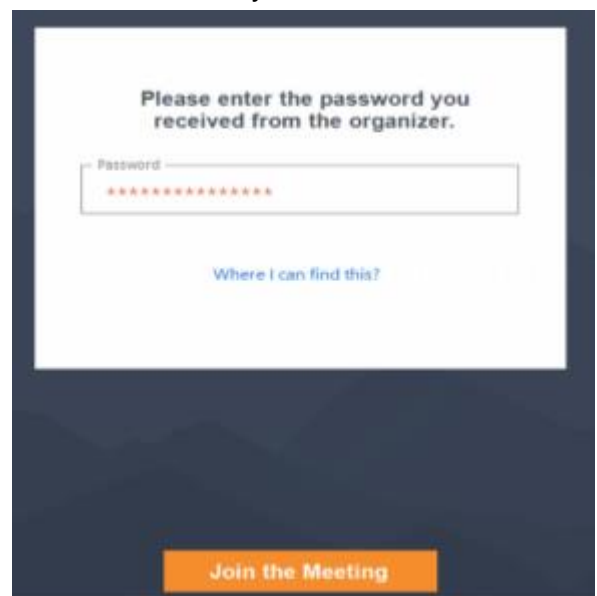 Please enter the password you
received from the organizer.
Password
***************
Where I can find this?
Join the Meeting